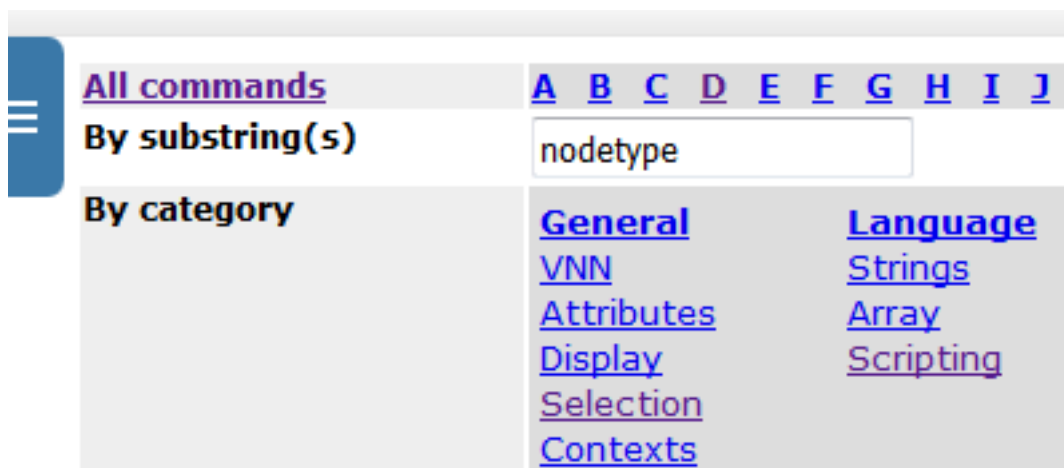 All commands A B C D E F G H I J
By substring(s) nodetype
By category General Language
VNN Strings
Attributes Array
Display Scripting
Selection
Contexts